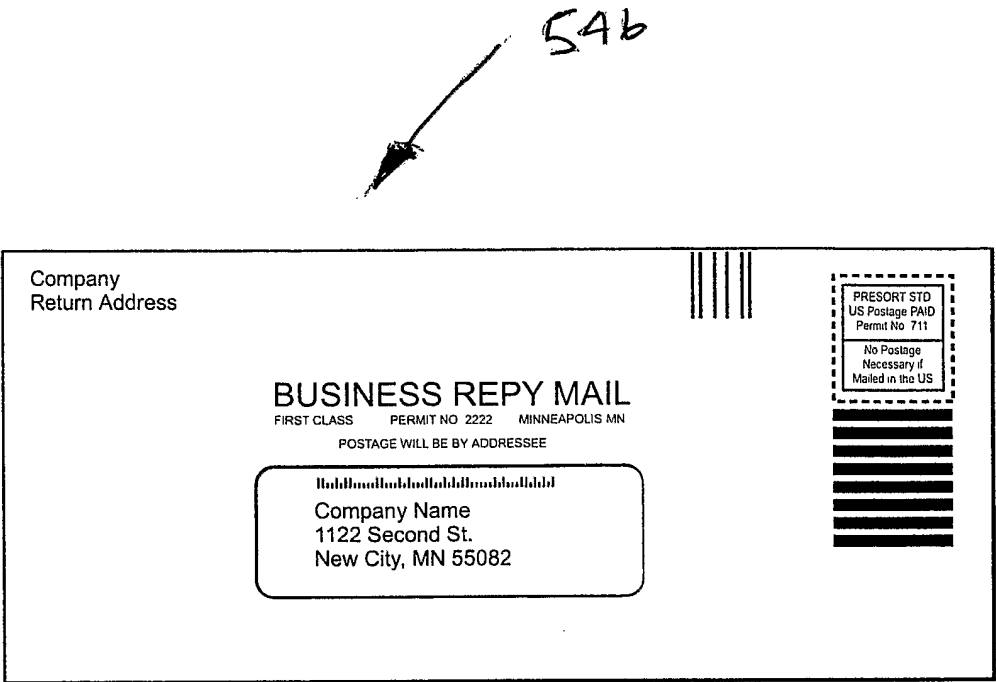 54b
Company
Return Address
PRESORT STD
US Postage PAID
Permit No 711
No Postage
Necessary if
Mailed in the US
BUSINESS REPY MAIL
FIRST CLASS PERMIT NO 2222 MINNEAPOLIS MN
POSTAGE WILL BE BY ADDRESSEE
Company Name
1122 Second St.
New City, MN 55082